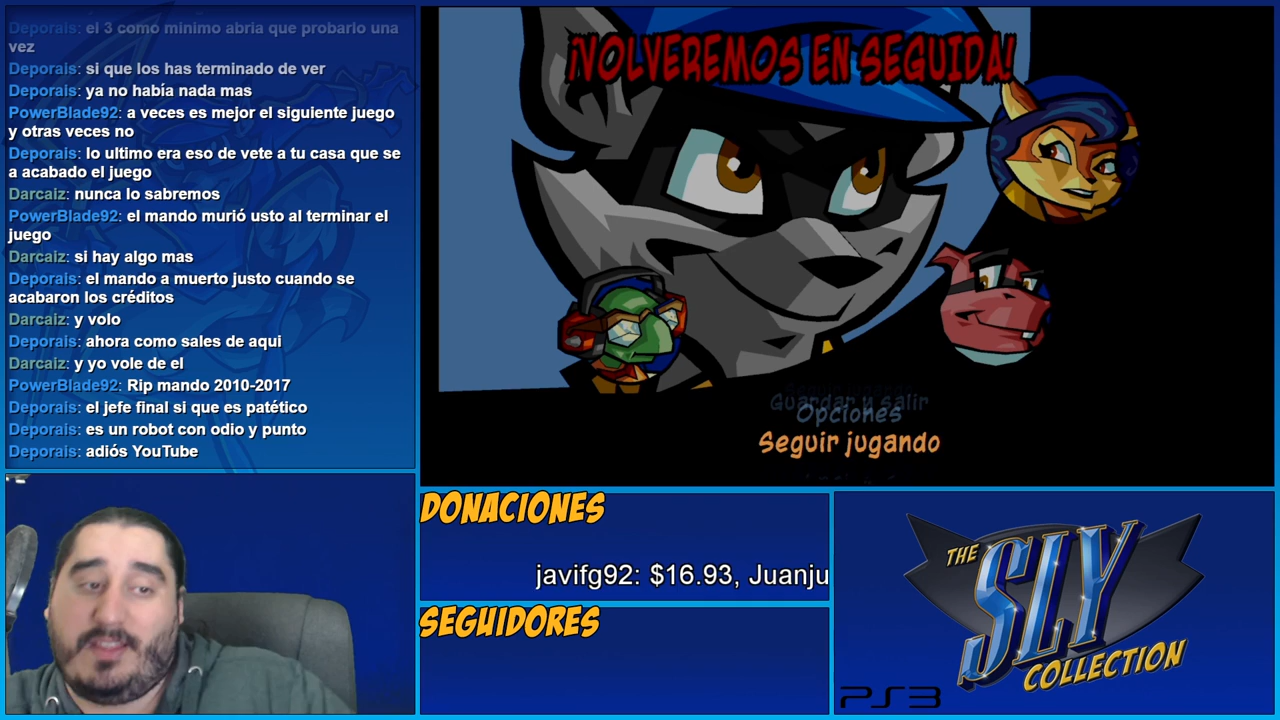 Deporais: el 3 como minimo abria que probarlo una
vez
Deporais: si que los has terminado de ver
Deporais: ya no había nada mas
PowerBlade92: a veces es mejor el siguiente juego
y otras veces no
Deporais: lo ultimo era eso de vete a tu casa que se
a acabado el juego
Darcaiz: nunca lo sabremos
PowerBlade92: el mando murió usto al terminar el
juego
Darcaiz: si hay algo mas
Deporais: el mando a muerto justo cuando se
acabaron los créditos
Darcaiz: y volo
Deporais: ahora como sales de aqui
Darcaiz: y yo vole de el
PowerBlade92: Rip mando 2010-2017
Deporais: el jefe final si que es patético
Deporais: es un robot con odio y punto
Deporais: adiós YouTube
¡VOLVEREMOS EN SEGUIDA!
Guardar y salir
Opciones
Seguir jugando
DONACIONES
javifg92: $16.93, Juanju
SEGUIDORES
THE
SLY
COLLECTION
PS3